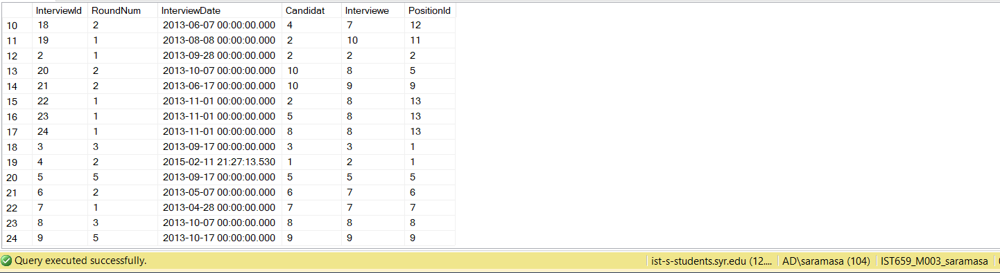 InterviewId RoundNum InterviewDate Candidat Interviewe PositionId
10 18 2 2013-06-07 00:00:00.000 4 7 12
11 19 1 2013-08-08 00:00:00.000 2 10 11
12 2 1 2013-09-28 00:00:00.000 2 2 2
13 20 2 2013-10-07 00:00:00.000 10 8 5
14 21 2 2013-06-17 00:00:00.000 10 9 9
15 22 1 2013-11-01 00:00:00.000 2 8 13
16 23 1 2013-11-01 00:00:00.000 5 8 13
17 24 1 2013-11-01 00:00:00.000 8 8 13
18 3 3 2013-09-17 00:00:00.000 3 3 1
19 4 2 2015-02-11 21:27:13.530 1 2 1
20 5 5 2013-09-17 00:00:00.000 5 5 5
21 6 2 2013-05-07 00:00:00.000 6 7 6
22 7 1 2013-04-28 00:00:00.000 7 7 7
23 8 3 2013-10-07 00:00:00.000 8 8 8
24 9 5 2013-10-17 00:00:00.000 9 9 9
Query executed successfully. ist-s-students.syr.edu (12.... AD\saramasa (104) IST659_M003_saramasa